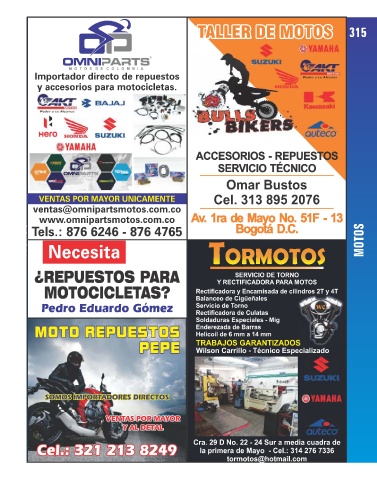 OMNIPARTS
MOTOS DE COLOMBIA
Importador directo de repuestos
y accesorios para motocicletas.
AKT
BAJAJ
Hero
HONDA
SUZUKI
YAMAHA
OMNIPARTS
VENTAS POR MAYOR UNICAMENTE
ventas@omnipartsmotos.com.co
www.omnipartsmotos.com.co
Tels.: 876 6246 - 876 4765
Necesita
¿REPUESTOS PARA
MOTOCICLETAS?
Pedro Eduardo Gómez
MOTO REPUESTOS
PEPE
SOMOS IMPORTADORES DIRECTOS
VENTAS POR MAYOR
Y AL DETAL
Cel.: 321 213 8249
TALLER DE MOTOS
SUZUKI
YAMAHA
HONDA
AKT
Kawasaki
auteco
BULLS
BIKERS
ACCESORIOS - REPUESTOS
SERVICIO TÉCNICO
Omar Bustos
Cel. 313 895 2076
Av. 1ra de Mayo No. 51F - 13
Bogotá D.C.
TORMOTOS
SERVICIO DE TORNO
Y RECTIFICADORA PARA MOTOS
Rectificadora y Encamisada de cilindros 2T y 4T
Balanceo de Cigüeñales
Servicio de Torno
Rectificadora de Culatas
Soldaduras Especiales - Mig
Enderezada de Barras
Helicoil de 6 mm a 14 mm
TRABAJOS GARANTIZADOS
Wilson Carrillo - Técnico Especializado
SUZUKI
YAMAHA
auteco
Cra. 29 D No. 22 - 24 Sur a media cuadra de
la primera de Mayo - Cel.: 314 276 7336
tormotos@hotmail.com
315
MOTOS